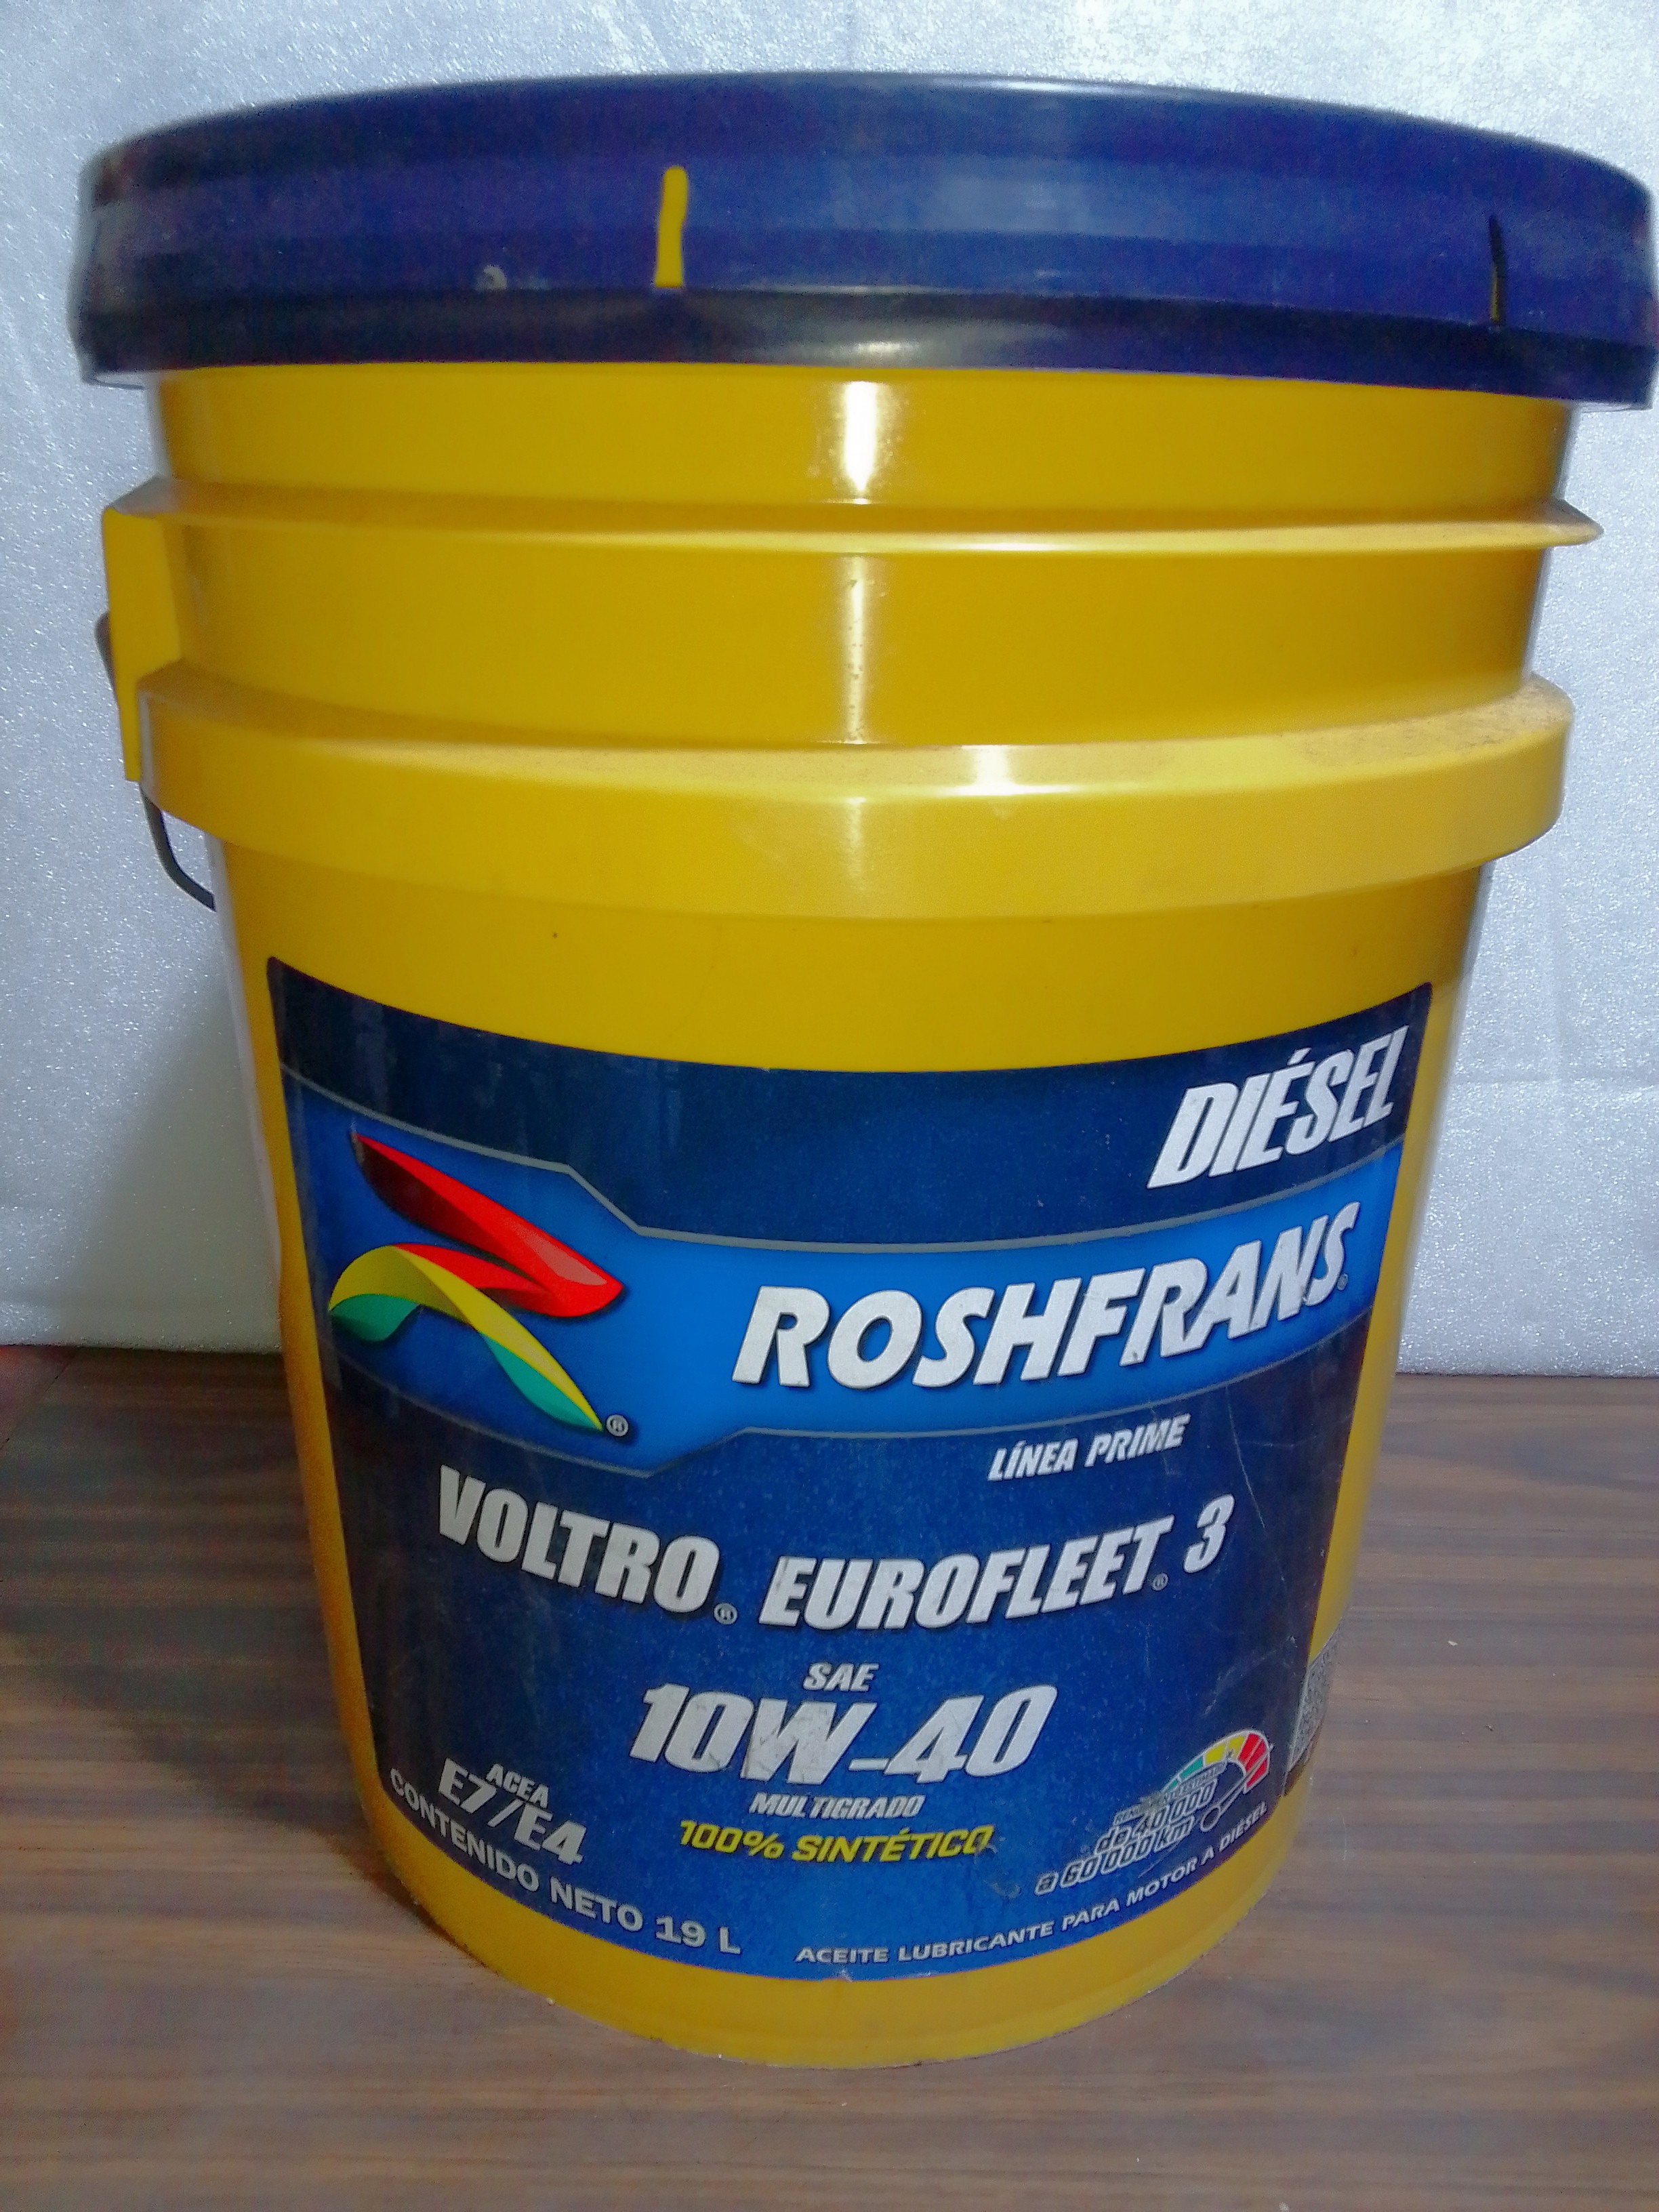 DIÉSEL
ROSHFRANS®
®
LÍNEA PRIME
VOLTRO® EUROFLEET® 3
SAE
10W-40
MULTIGRADO
100% SINTÉTICO
ACEA
E7/E4
CONTENIDO NETO 19 L
de 40 000
a 60 000 km
ACEITE LUBRICANTE PARA MOTOR A DIÉSEL